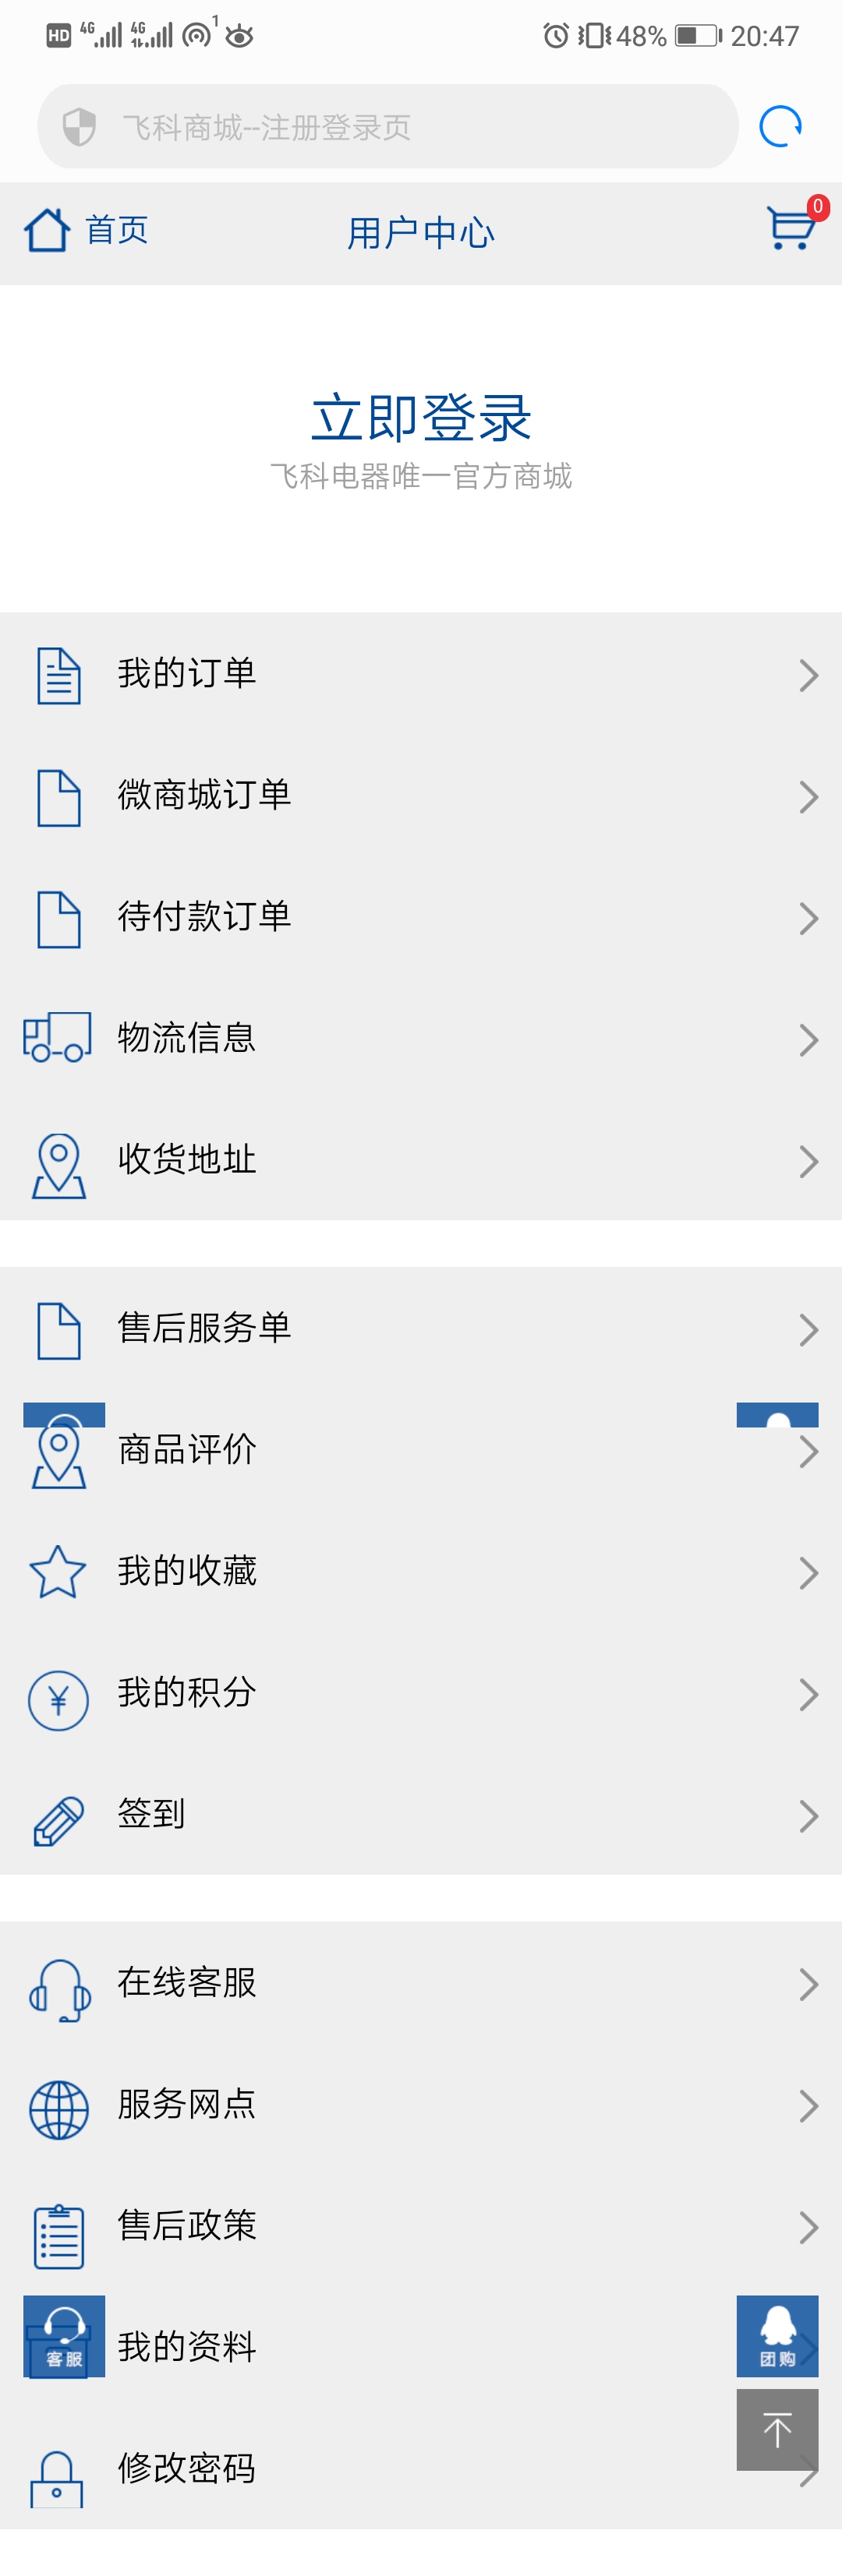 HD 4G 4G 1 48% 20:47
飞科商城--注册登录页
首页 用户中心 0
立即登录
飞科电器唯一官方商城
我的订单
微商城订单
待付款订单
物流信息
收货地址
售后服务单
商品评价
我的收藏
¥ 我的积分
签到
在线客服
服务网点
售后政策
客服 我的资料 团购
修改密码